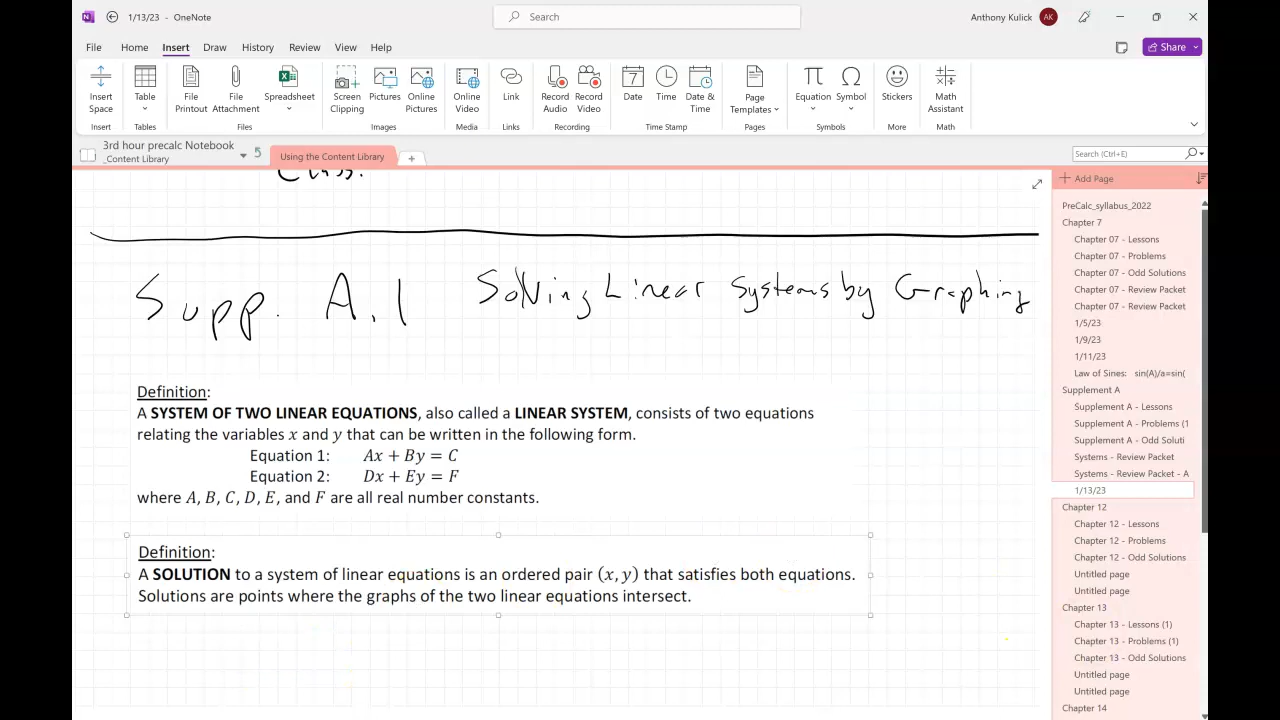 1/13/23 - OneNote
Search
Anthony Kulick
AK
File Home Insert Draw History Review View Help
Share
Insert Space
Table
File Printout
File Attachment
Spreadsheet
Screen Clipping
Pictures
Online Pictures
Online Video
Link
Record Audio
Record Video
Date
Time
Date & Time
Page Templates
Equation
Symbol
Stickers
Math Assistant
Insert Tables Files Images Media Links Recording Time Stamp Pages Symbols More Math
3rd hour precalc Notebook
_Content Library
Using the Content Library
Search (Ctrl+E)
Class.
Supp. A.1 Solving Linear Systems by Graphing
Definition:
A SYSTEM OF TWO LINEAR EQUATIONS, also called a LINEAR SYSTEM, consists of two equations
relating the variables x and y that can be written in the following form.
Equation 1: Ax + By = C
Equation 2: Dx + Ey = F
where A, B, C, D, E, and F are all real number constants.
Definition:
A SOLUTION to a system of linear equations is an ordered pair (x, y) that satisfies both equations.
Solutions are points where the graphs of the two linear equations intersect.
Add Page
PreCalc_syllabus_2022
Chapter 7
Chapter 07 - Lessons
Chapter 07 - Problems
Chapter 07 - Odd Solutions
Chapter 07 - Review Packet
Chapter 07 - Review Packet
1/5/23
1/9/23
1/11/23
Law of Sines: sin(A)/a=sin(
Supplement A
Supplement A - Lessons
Supplement A - Problems (1
Supplement A - Odd Soluti
Systems - Review Packet
Systems - Review Packet - A
1/13/23
Chapter 12
Chapter 12 - Lessons
Chapter 12 - Problems
Chapter 12 - Odd Solutions
Untitled page
Untitled page
Chapter 13
Chapter 13 - Lessons (1)
Chapter 13 - Problems (1)
Chapter 13 - Odd Solutions
Untitled page
Untitled page
Chapter 14